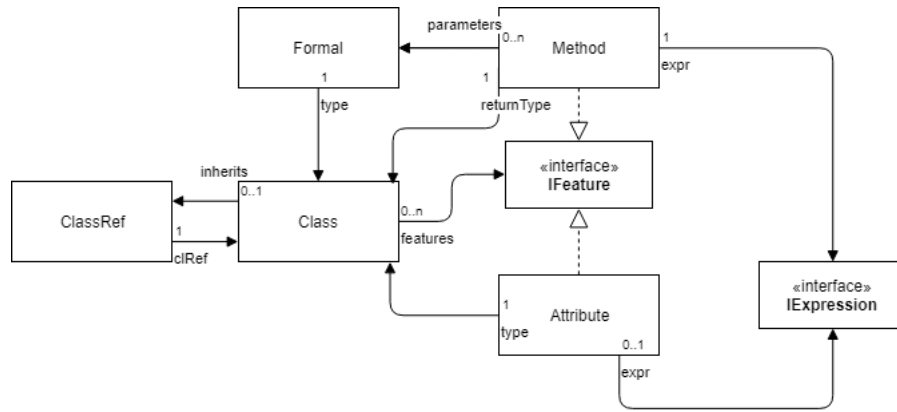 parameters
Formal
0..n
Method
1
expr
1
type
1
returnType
inherits
0..1
«interface»
IFeature
ClassRef
Class
0..n
features
1
clRef
«interface»
IExpression
1
type
Attribute
0..1
expr